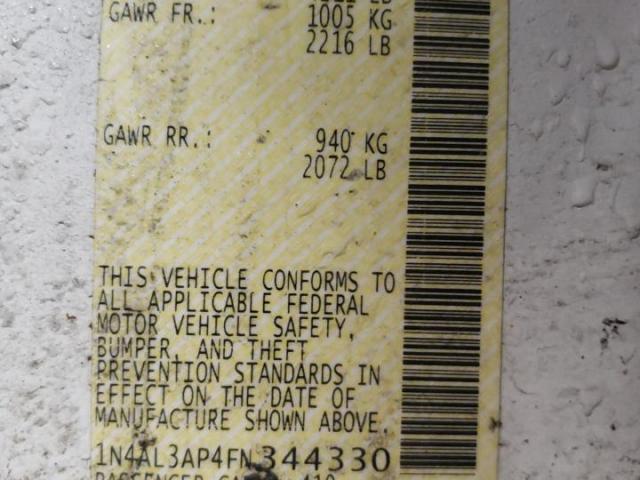 GAWR FR.: 1005 KG
2216 LB
GAWR RR.: 940 KG
2072 LB
THIS VEHICLE CONFORMS TO
ALL APPLICABLE FEDERAL
MOTOR VEHICLE SAFETY,
BUMPER, AND THEFT
PREVENTION STANDARDS IN
EFFECT ON THE DATE OF
MANUFACTURE SHOWN ABOVE.
1N4AL3AP4FN344330